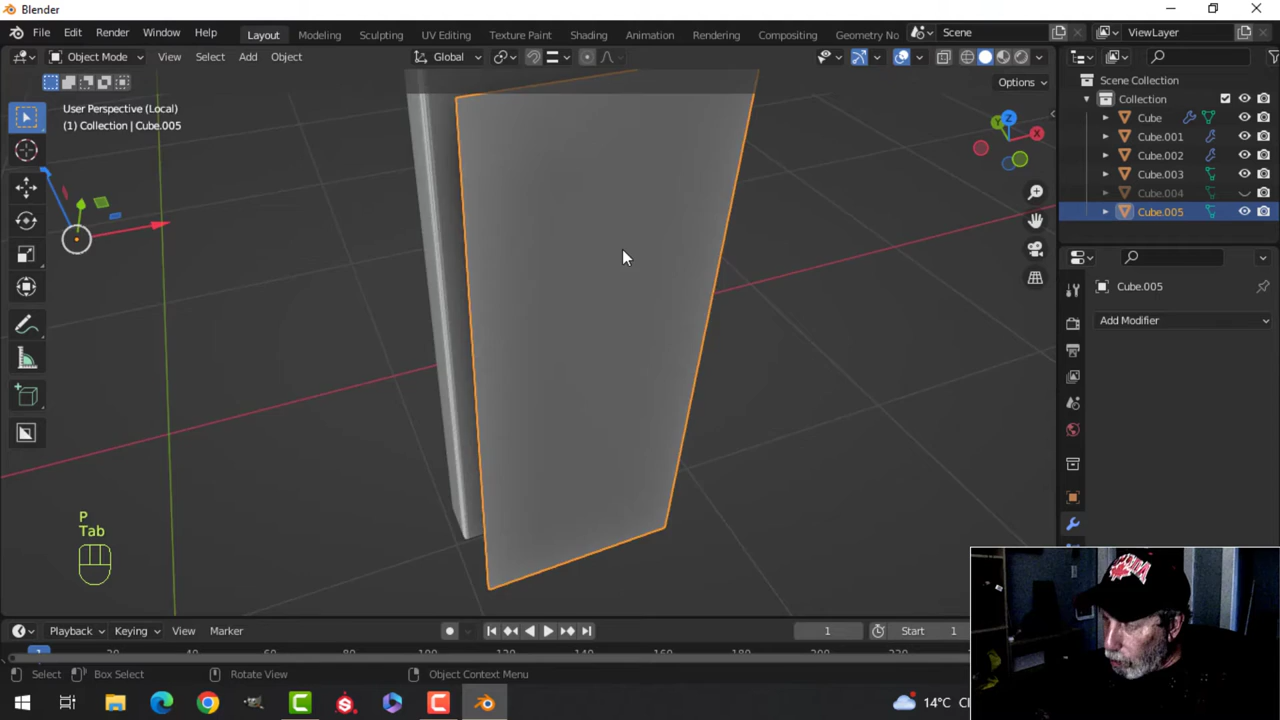 Blender
File Edit Render Window Help
Layout Modeling Sculpting UV Editing Texture Paint Shading Animation Rendering Compositing Geometry No
Scene
ViewLayer
Object Mode View Select Add Object
Global
Options
User Perspective (Local)
(1) Collection | Cube.005
Z
Y
X
Scene Collection
Collection
Cube
Cube.001
Cube.002
Cube.003
Cube.004
Cube.005
Cube.005
Add Modifier
P
Tab
Playback Keying View Marker
1
Start 1
Select
Box Select
Rotate View
Object Context Menu
14°C